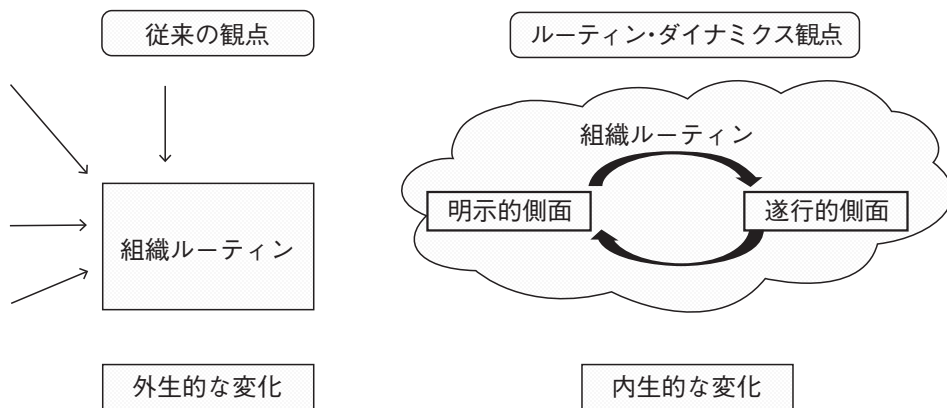 従来の観点
ルーティン・ダイナミクス観点
組織ルーティン
組織ルーティン
明示的側面
遂行的側面
外生的な変化
内生的な変化